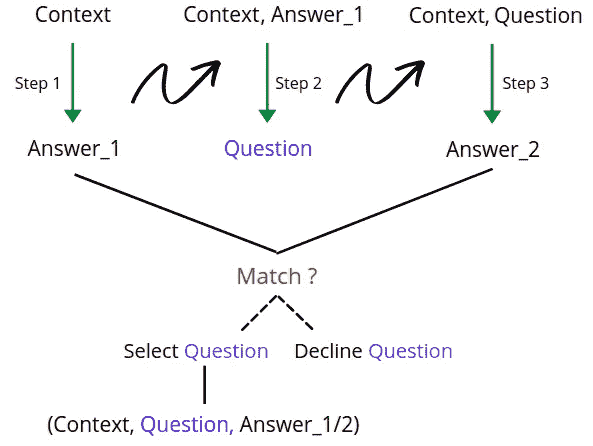 Context
Context, Answer_1
Context, Question
Step 1
Step 2
Step 3
Answer_1
Question
Answer_2
Match ?
Select Question
Decline Question
(Context, Question, Answer_1/2)